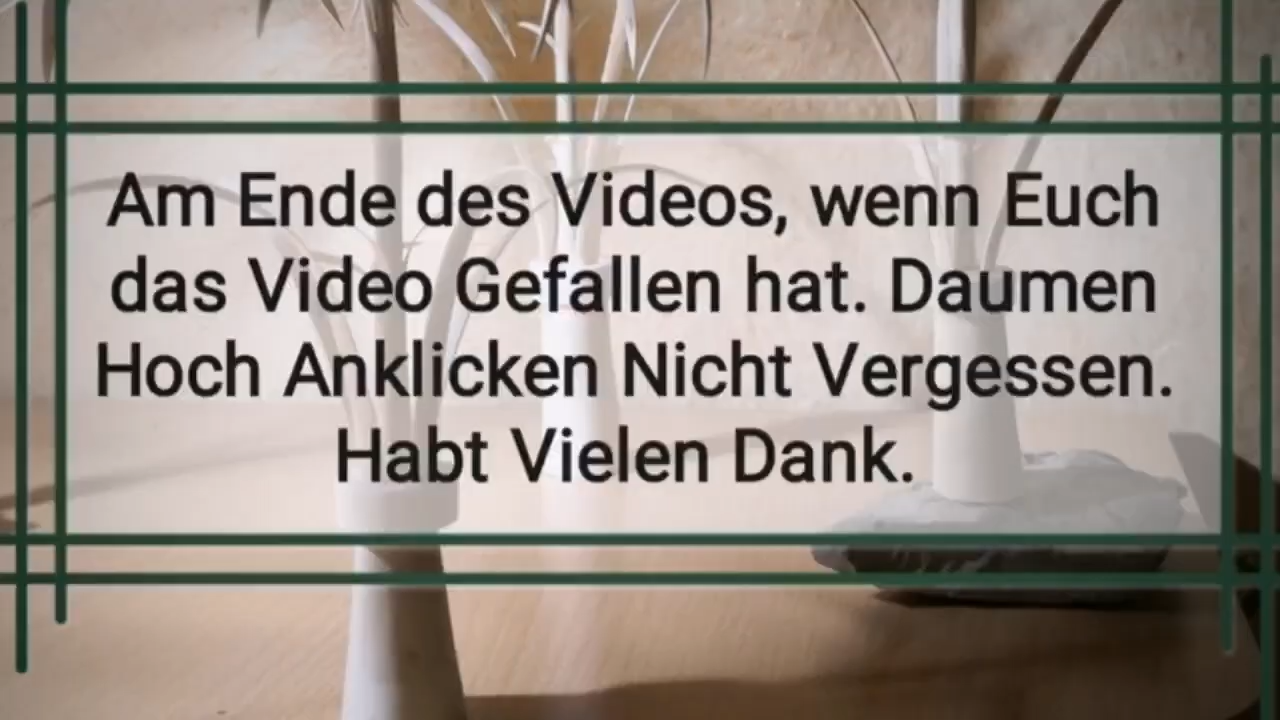 Am Ende des Videos, wenn Euch
das Video Gefallen hat. Daumen
Hoch Anklicken Nicht Vergessen.
Habt Vielen Dank.